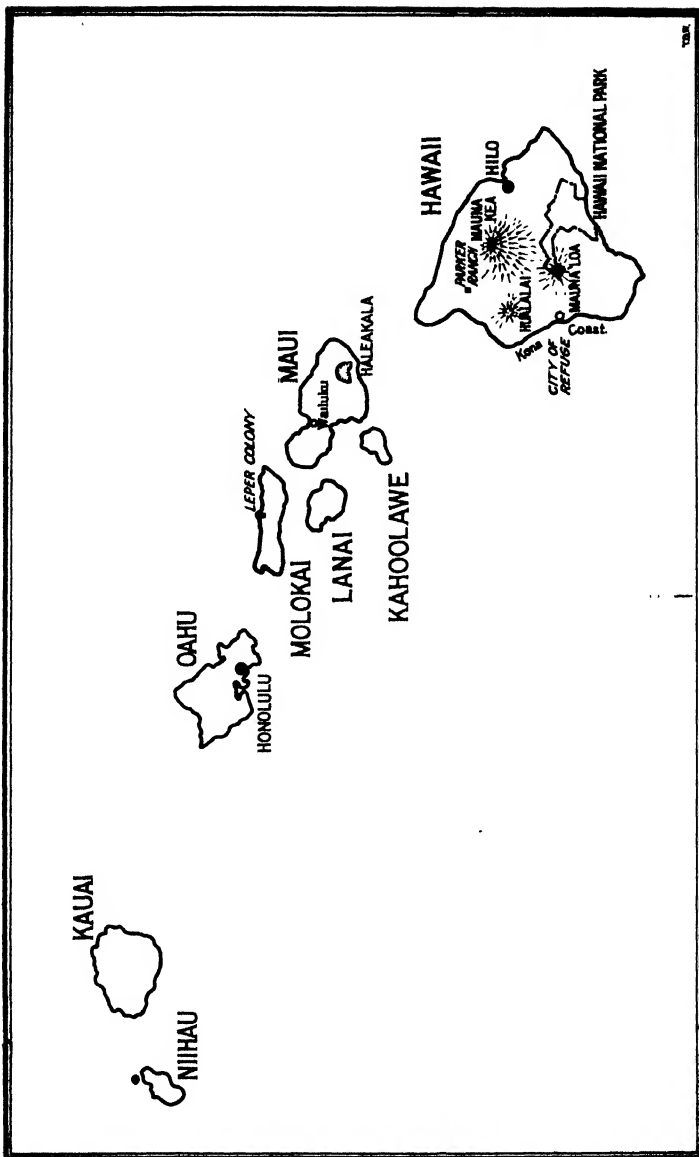 KAUAI
NIIHAU
OAHU
HONOLULU
LEPER COLONY
MOLOKAI
LANAI
MAUI
Wailuku
HALEAKALA
KAHOOLAWE
HAWAII
HILO
PARKER
RANCH
MAUNA
KEA
HUALALAI
MAUNA LOA
Kona Coast
CITY OF
REFUGE
HAWAII NATIONAL PARK